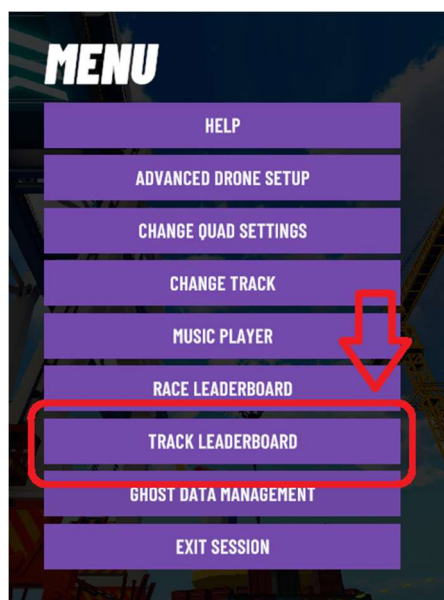 MENU
HELP
ADVANCED DRONE SETUP
CHANGE QUAD SETTINGS
CHANGE TRACK
MUSIC PLAYER
RACE LEADERBOARD
TRACK LEADERBOARD
GHOST DATA MANAGEMENT
EXIT SESSION